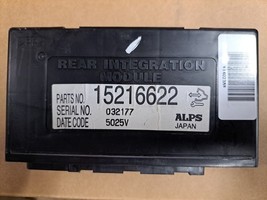 REAR INTEGRATION
MODULE
PARTS NO. 15216622
SERIAL NO. 032177
DATE CODE 5025V
ALPS
JAPAN